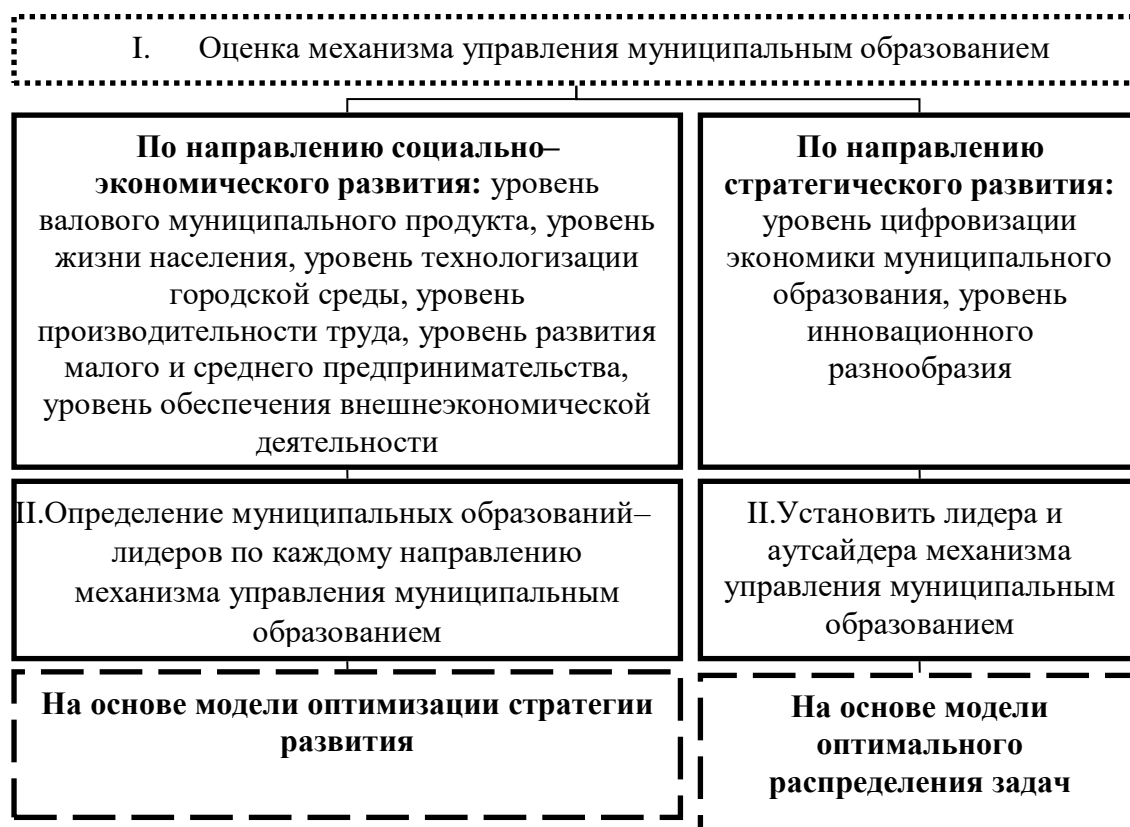 I. Оценка механизма управления муниципальным образованием
По направлению социально–
экономического развития: уровень
валового муниципального продукта, уровень
жизни населения, уровень технологизации
городской среды, уровень
производительности труда, уровень развития
малого и среднего предпринимательства,
уровень обеспечения внешнеэкономической
деятельности
По направлению
стратегического развития:
уровень цифровизации
экономики муниципального
образования, уровень
инновационного
разнообразия
II.Определение муниципальных образований–
лидеров по каждому направлению
механизма управления муниципальным
образованием
II.Установить лидера и
аутсайдера механизма
управления муниципальным
образованием
На основе модели оптимизации стратегии
развития
На основе модели
оптимального
распределения задач